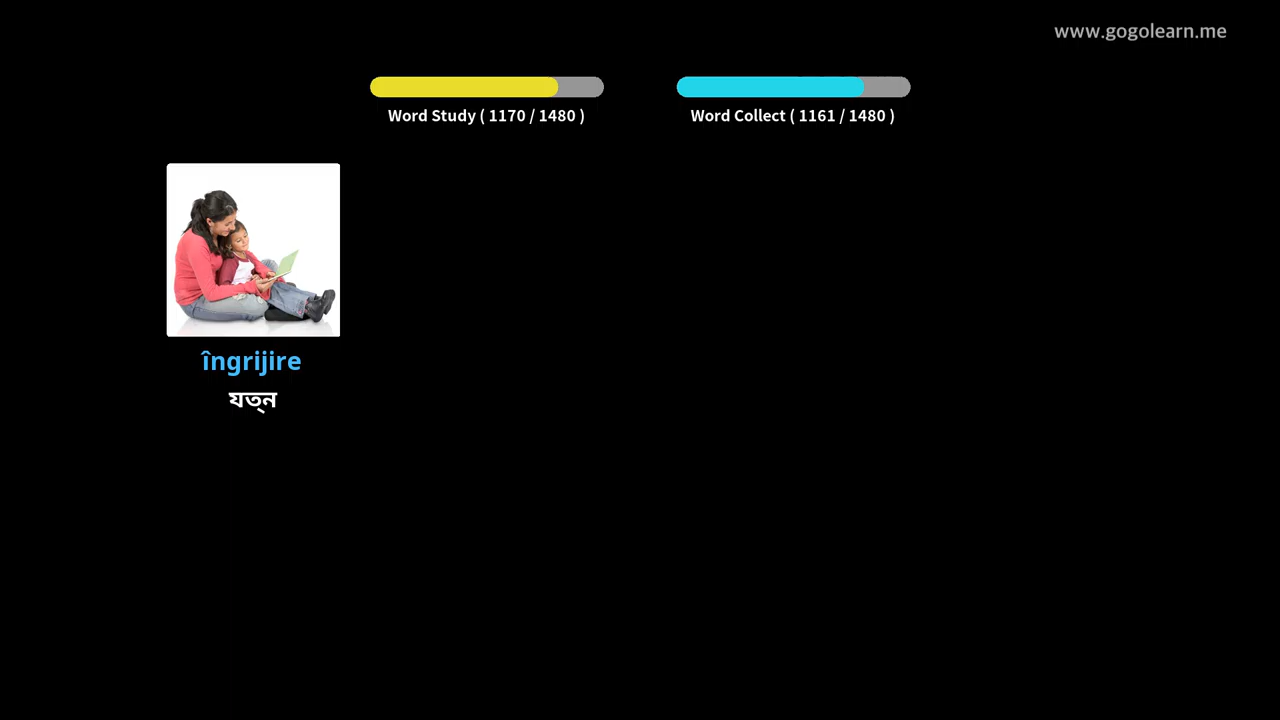 www.gogolearn.me
Word Study ( 1170 / 1480 )
Word Collect ( 1161 / 1480 )
îngrijire
যত্ন